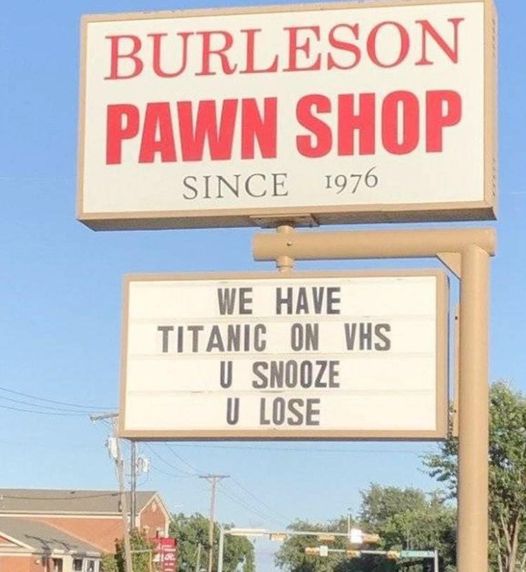 BURLESON
PAWN SHOP
SINCE 1976
WE HAVE
TITANIC ON VHS
U SNOOZE
U LOSE